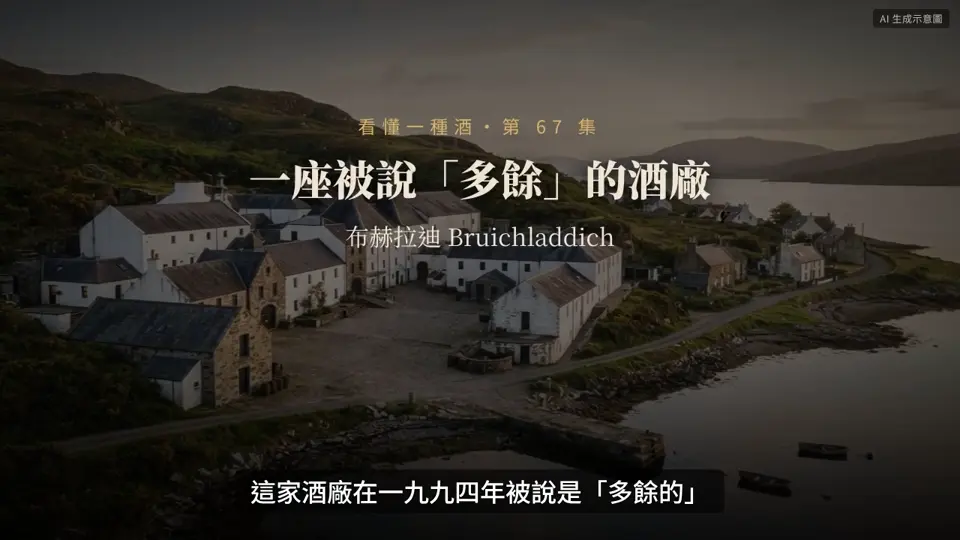 AI 生成示意圖
看懂一種酒・第 67 集
一座被說「多餘」的酒廠
布赫拉迪 Bruichladdich
這家酒廠在一九九四年被說是「多餘的」